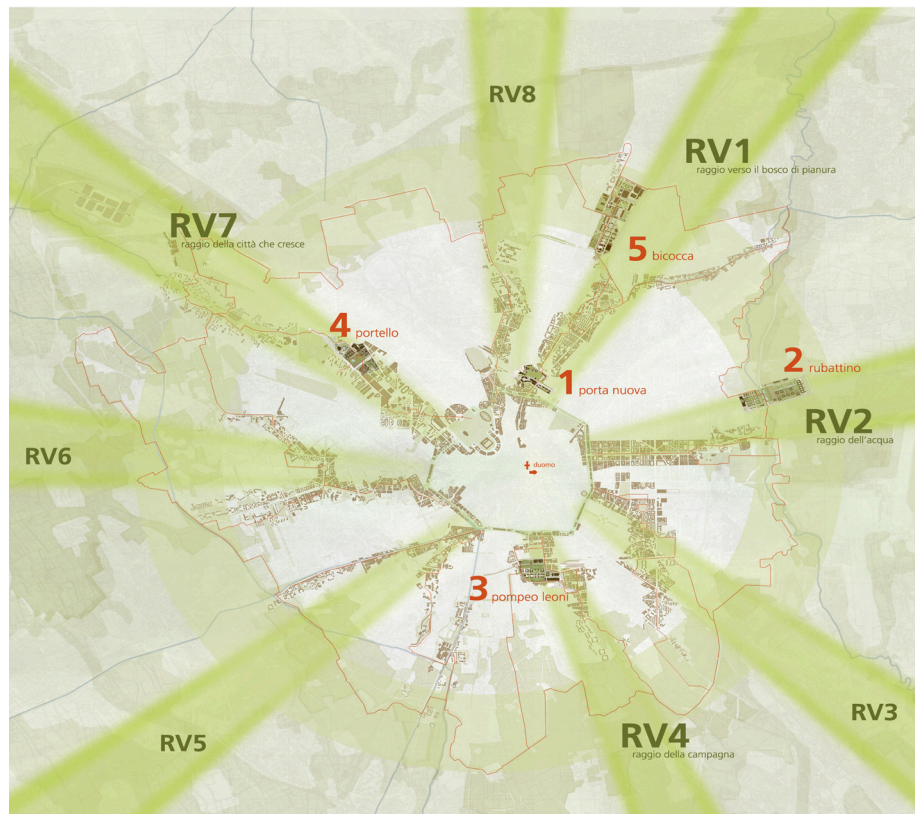 RV8
RV1
raggio verso il bosco di pianura
RV7
raggio della città che cresce
5 bicocca
4 portello
2 rubattino
1 porta nuova
RV2
raggio dell'acqua
RV6
duomo
3 pompeo leoni
RV3
RV4
raggio della campagna
RV5